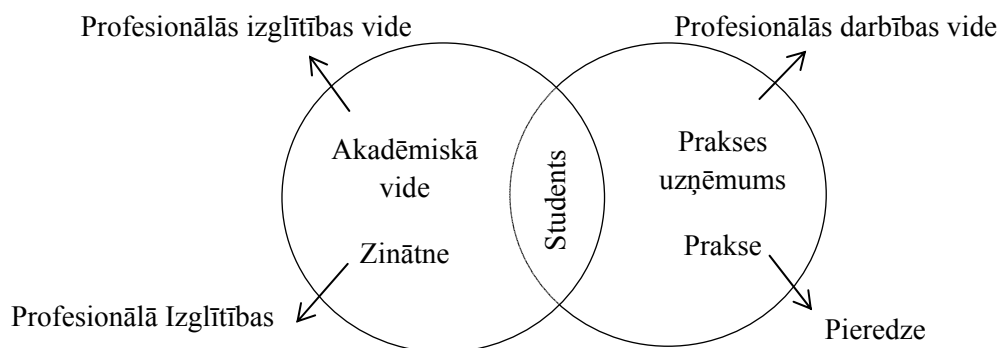 Profesionālās izglītības vide
Profesionālās darbības vide
Akadēmiskā
vide
Zinātne
Students
Prakses
uzņēmums
Prakse
Profesionālā Izglītības
Pieredze